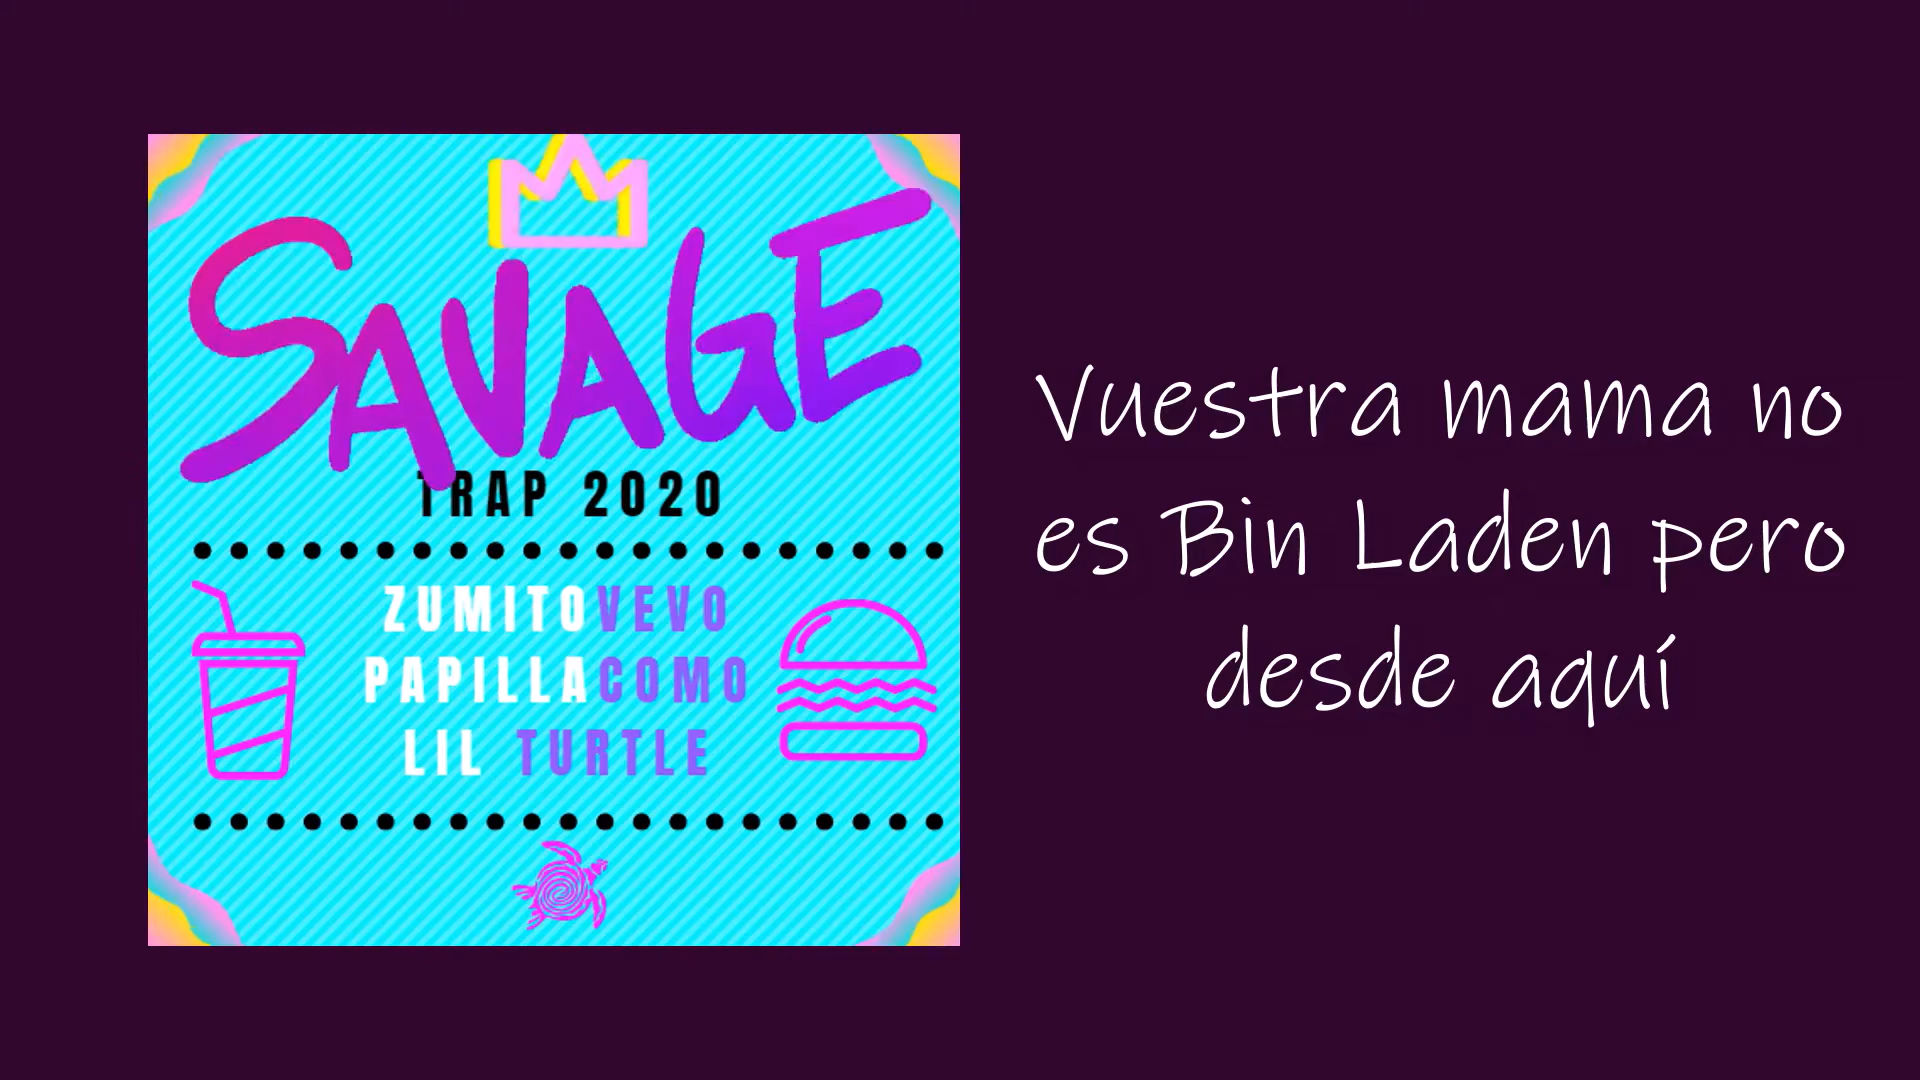 SAVAGE
TRAP 2020
ZUMITOVEVO
PAPILLACOMO
LIL TURTLE
Vuestra mama no
es Bin Laden pero
desde aquí